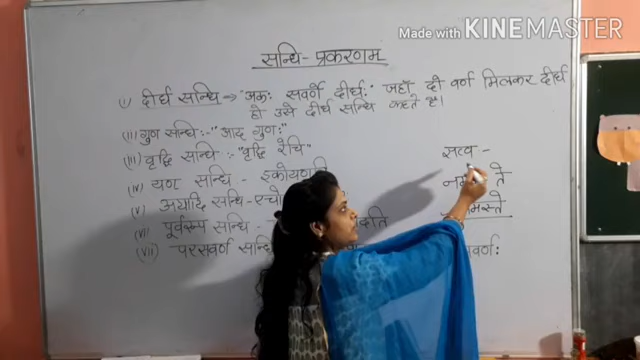 Made with KINEMASTER
सन्धि - प्रकरणम
(i) दीर्घ सन्धि → "अकः सवर्णे दीर्घः" जहाँ दो वर्ण मिलकर दीर्घ
हो उसे दीर्घ सन्धि कहते है।
(ii) गुण सन्धि :- "आद गुणः"
(iii) वृद्धि सन्धि :- "वृद्धि रेचि"
(iv) यण सन्धि - इकोयणचि
(v) अयादि सन्धि - एचो
(vi) पूर्वरूप सन्धि -
(vii) परसवर्ण सन्धि
सत्व -
ते